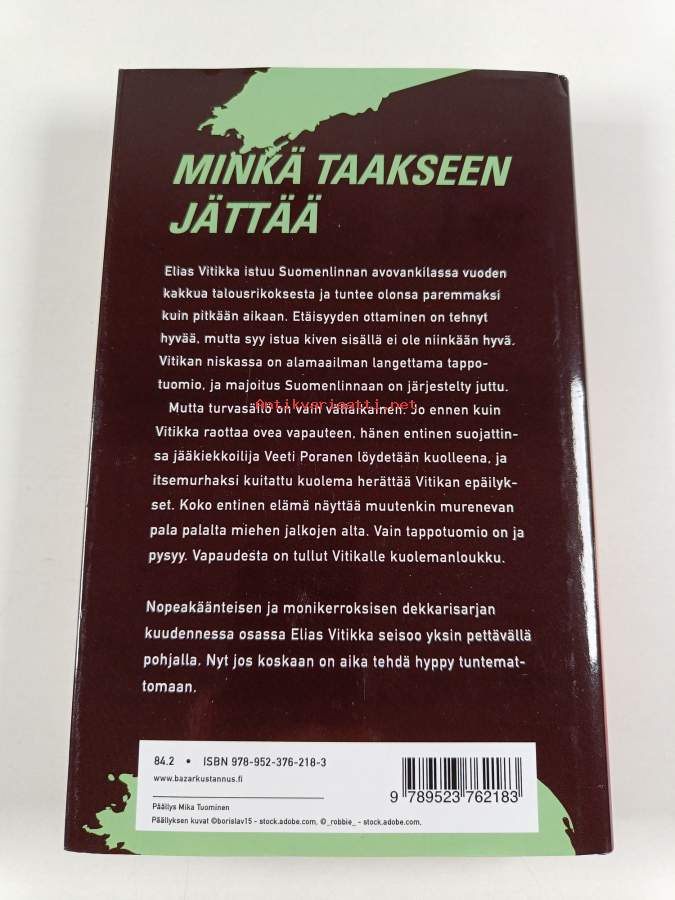 MINKÄ TAAKSEEN
JÄTTÄÄ
Elias Vitikka istuu Suomenlinnan avovankilassa vuoden
kakkua talousrikoksesta ja tuntee olonsa paremmaksi
kuin pitkään aikaan. Etäisyyden ottaminen on tehnyt
hyvää, mutta syy istua kiven sisällä ei ole niinkään hyvä.
Vitikan niskassa on alamaailman langettama tappo-
tuomio, ja majoitus Suomenlinnaan on järjestelty juttu.
Antikvariaatti.net
Mutta turvasäilö on vain väliaikainen. Jo ennen kuin
Vitikka raottaa ovea vapauteen, hänen entinen suojattin-
sa jääkiekkoilija Veeti Poranen löydetään kuolleena, ja
itsemurhaksi kuitattu kuolema herättää Vitikan epäilyk-
set. Koko entinen elämä näyttää muutenkin murenevan
pala palalta miehen jalkojen alta. Vain tappotuomio on ja
pysyy. Vapaudesta on tullut Vitikalle kuolemanloukku.
Nopeakäänteisen ja monikerroksisen dekkarisarjan
kuudennessa osassa Elias Vitikka seisoo yksin pettävällä
pohjalla. Nyt jos koskaan on aika tehdä hyppy tuntemat-
tomaan.
84.2 • ISBN 978-952-376-218-3
www.bazarkustannus.fi
9 789523 762183
Päällys Mika Tuominen
Päällyksen kuvat ©borislav15 - stock.adobe.com, ©_robbie_ - stock.adobe.com,